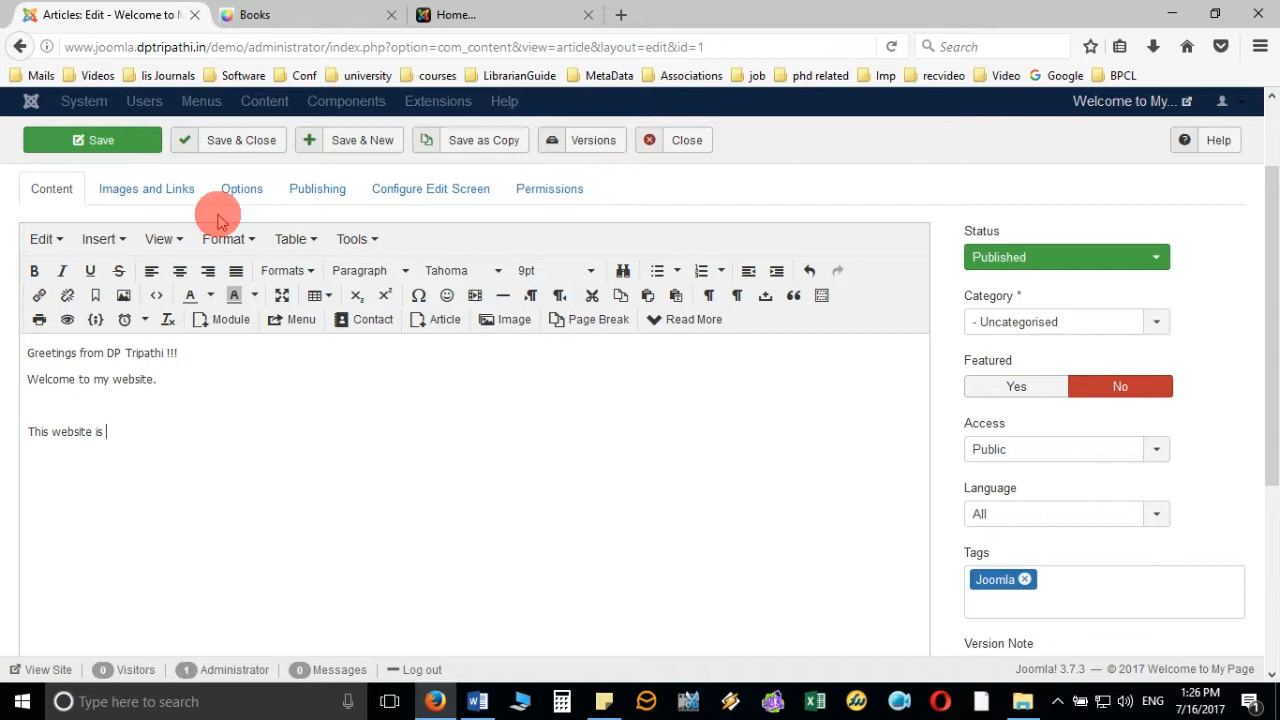 Articles: Edit - Welcome to
Books
Home...
www.joomla.dptripathi.in/demo/administrator/index.php?option=com_content&view=article&layout=edit&id=1
Search
Mails Videos lis Journals Software Conf university courses LibrarianGuide MetaData Associations job phd related Imp recvideo Video Google BPCL
System Users Menus Content Components Extensions Help
Welcome to My...
Save Save & Close Save & New Save as Copy Versions Close Help
Content Images and Links Options Publishing Configure Edit Screen Permissions
Edit Insert View Format Table Tools
B I U S Formats Paragraph Tahoma 9pt
A A
Module Menu Contact Article Image Page Break Read More
Greetings from DP Tripathi !!!
Welcome to my website.
This website is
Status
Published
Category *
- Uncategorised
Featured
Yes No
Access
Public
Language
All
Tags
Joomla
Version Note
View Site 0 Visitors 1 Administrator 0 Messages Log out
Joomla! 3.7.3 — © 2017 Welcome to My Page
Type here to search
ENG
1:26 PM
7/16/2017